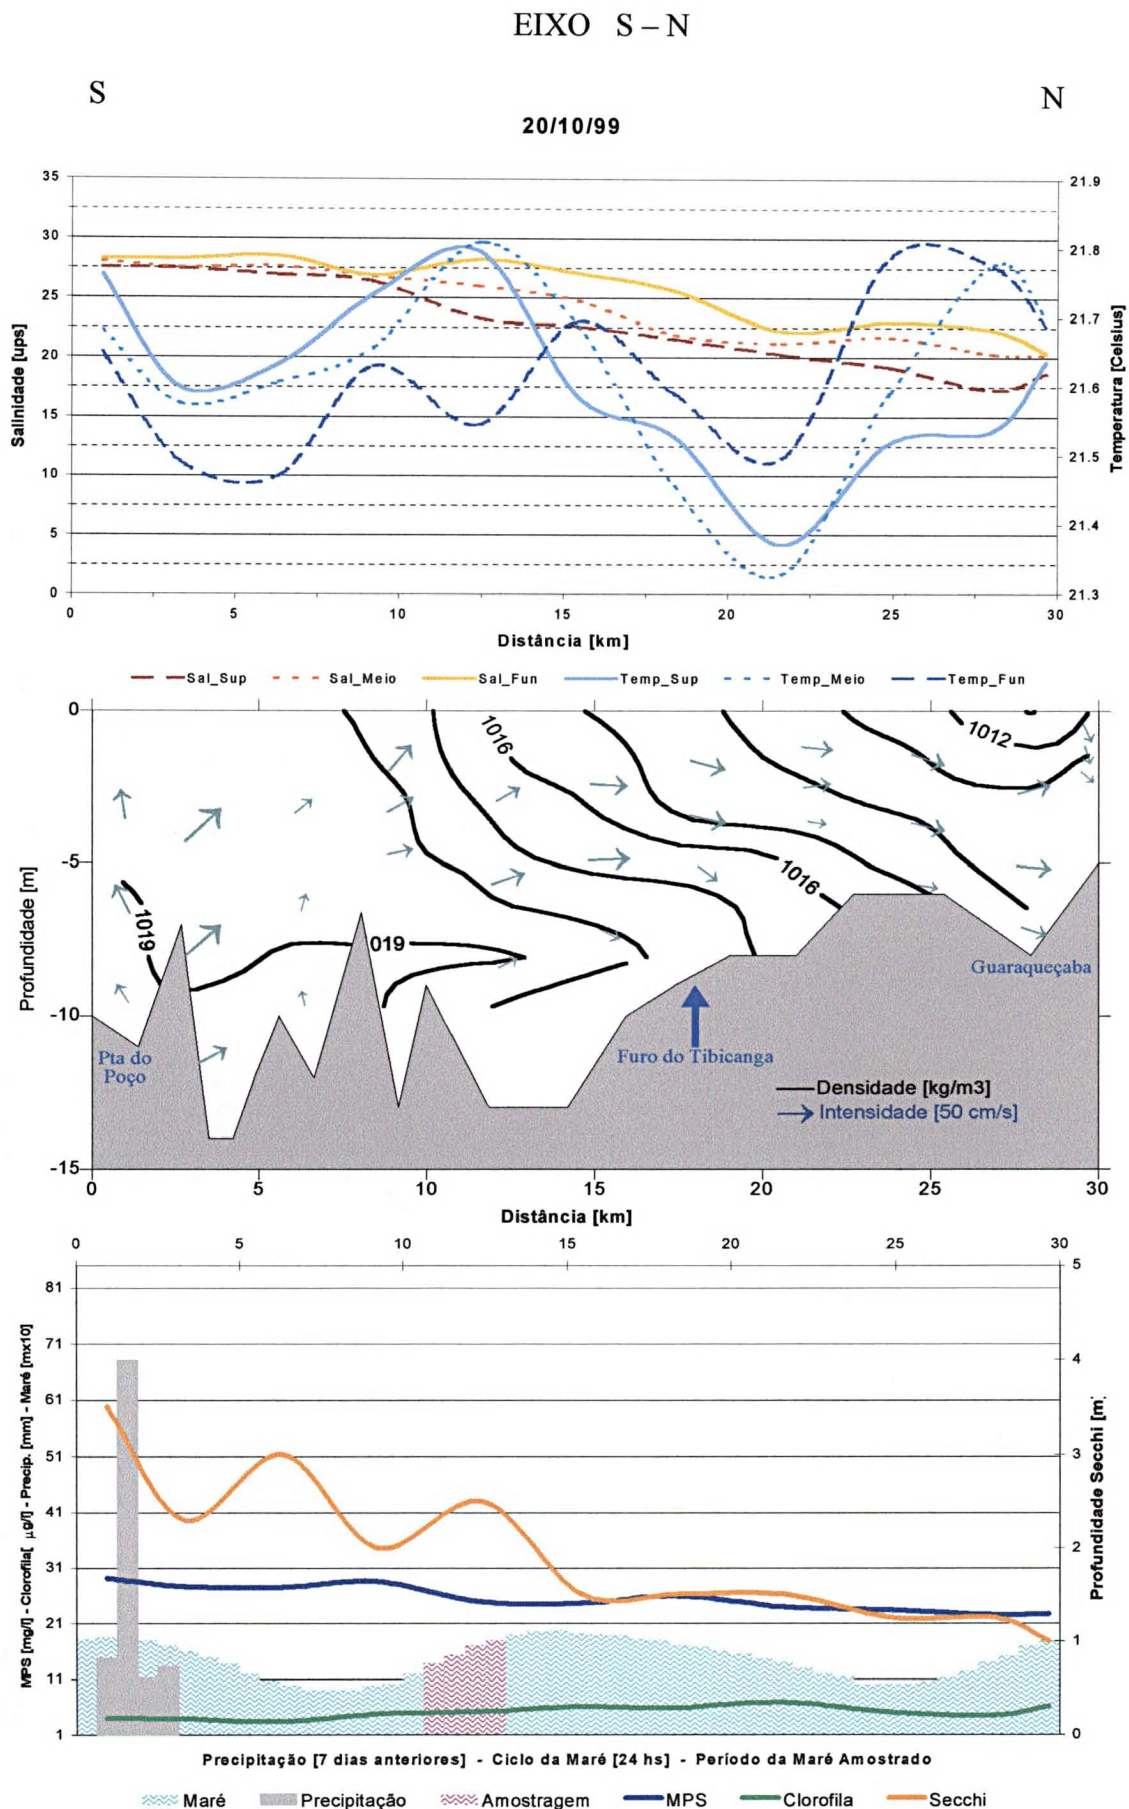 EIXO S – N
S
N
20/10/99
35
30
25
20
15
10
5
0
Salinidade [ups]
21.9
21.8
21.7
21.6
21.5
21.4
21.3
Temperatura [Celsius]
0 5 10 15 20 25 30
Distância [km]
Sal_Sup Sal_Meio Sal_Fun Temp_Sup Temp_Meio Temp_Fun
0
-5
-10
-15
Profundidade [m]
1016
1012
1019
019
1016
Guaraqueçaba
Pta do
Poço
Furo do Tibicanga
Densidade [kg/m3]
Intensidade [50 cm/s]
0 5 10 15 20 25 30
Distância [km]
0 5 10 15 20 25 30
81
71
61
51
41
31
21
11
1
MPS [mg/l] - Clorofila[ µg/l] - Precip. [mm] - Maré [mx10]
5
4
3
2
1
0
Profundidade Secchi [m]
Precipitação [7 dias anteriores] - Ciclo da Maré [24 hs] - Período da Maré Amostrado
Maré Precipitação Amostragem MPS Clorofila Secchi